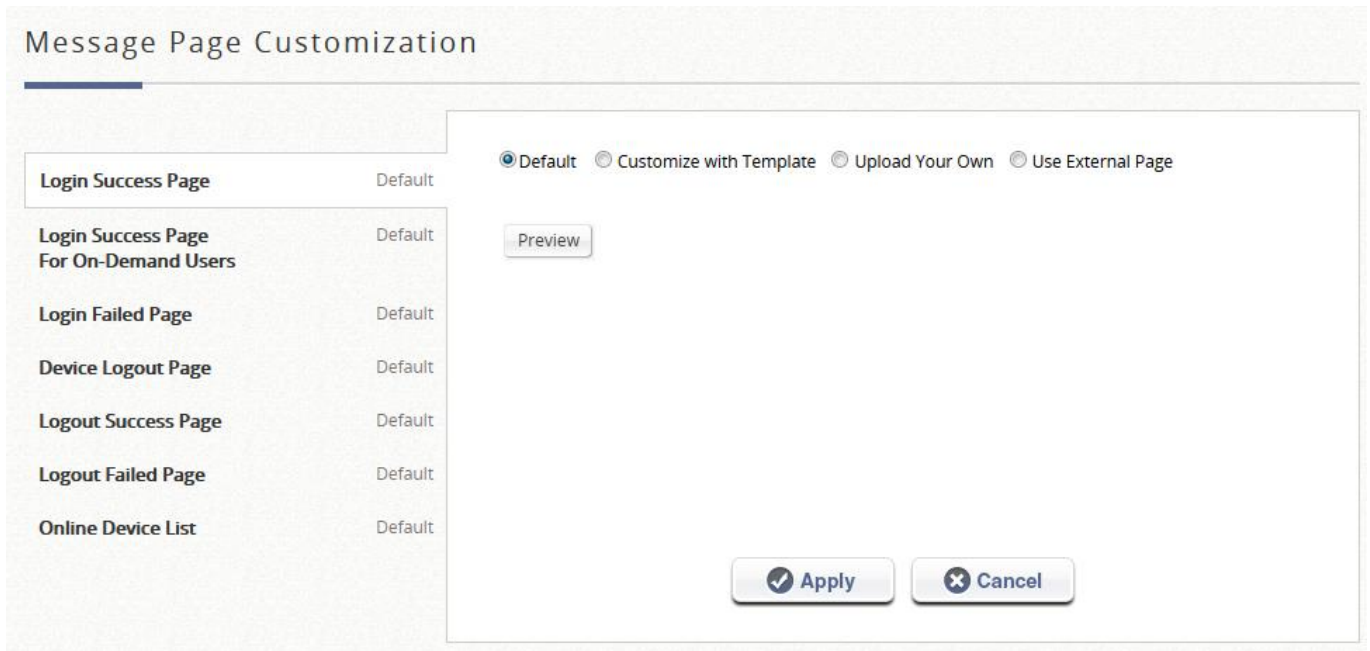 Message Page Customization
Login Success Page Default
Login Success Page Default
For On-Demand Users
Login Failed Page Default
Device Logout Page Default
Logout Success Page Default
Logout Failed Page Default
Online Device List Default
Default Customize with Template Upload Your Own Use External Page
Preview
Apply Cancel